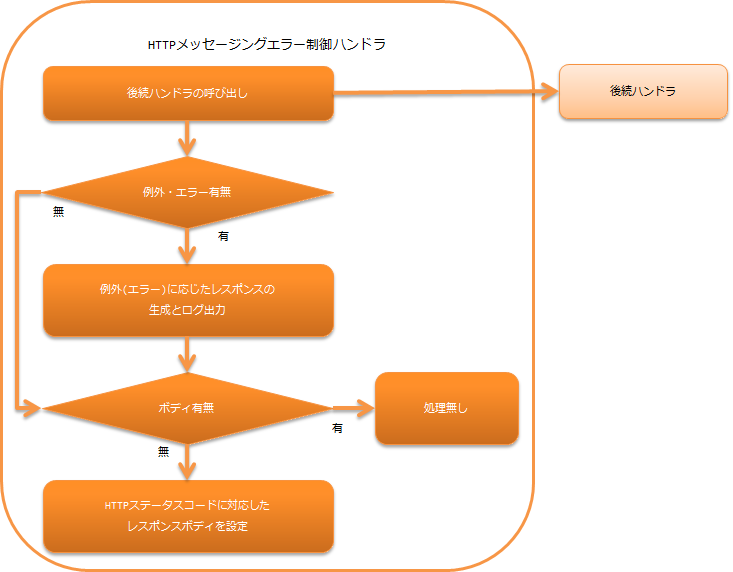 HTTPメッセージングエラー制御ハンドラ
後続ハンドラの呼び出し
後続ハンドラ
例外・エラー有無
無
有
例外(エラー)に応じたレスポンスの
生成とログ出力
ボディ有無
処理無し
有
無
HTTPステータスコードに対応した
レスポンスボディを設定